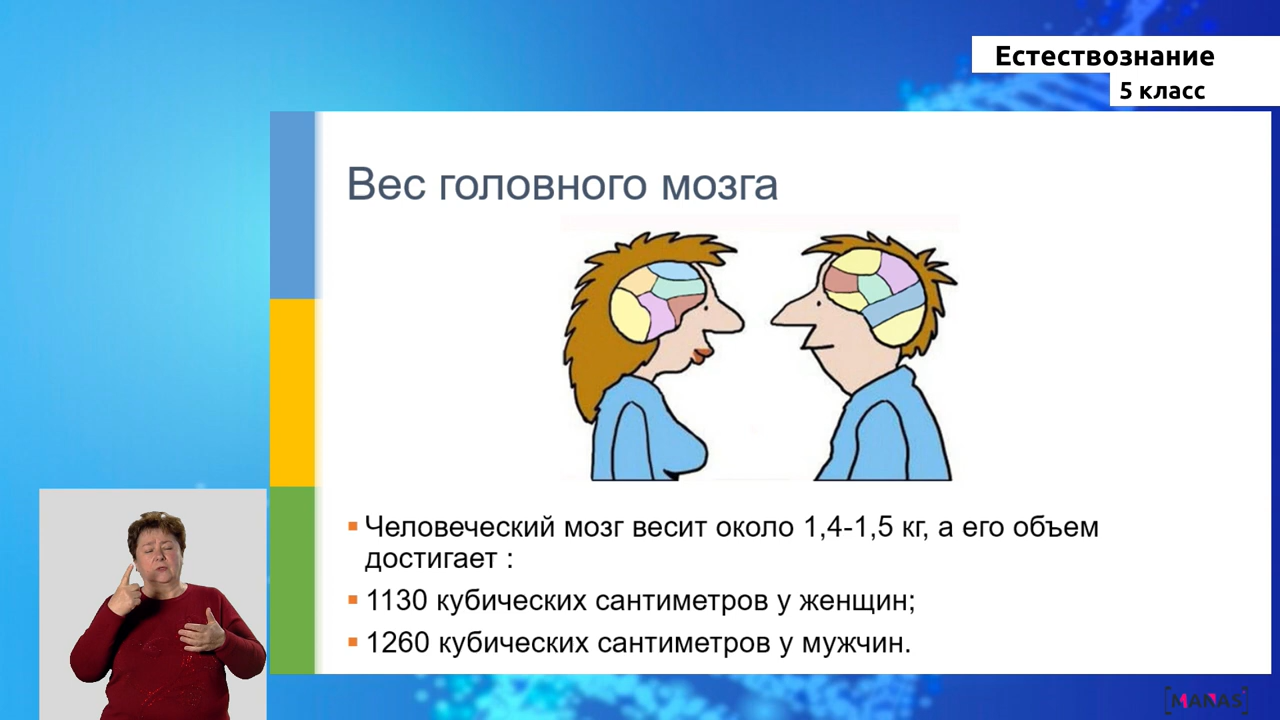 Естествознание
5 класс
Вес головного мозга
Человеческий мозг весит около 1,4-1,5 кг, а его объем
достигает :
1130 кубических сантиметров у женщин;
1260 кубических сантиметров у мужчин.
[MANAS]